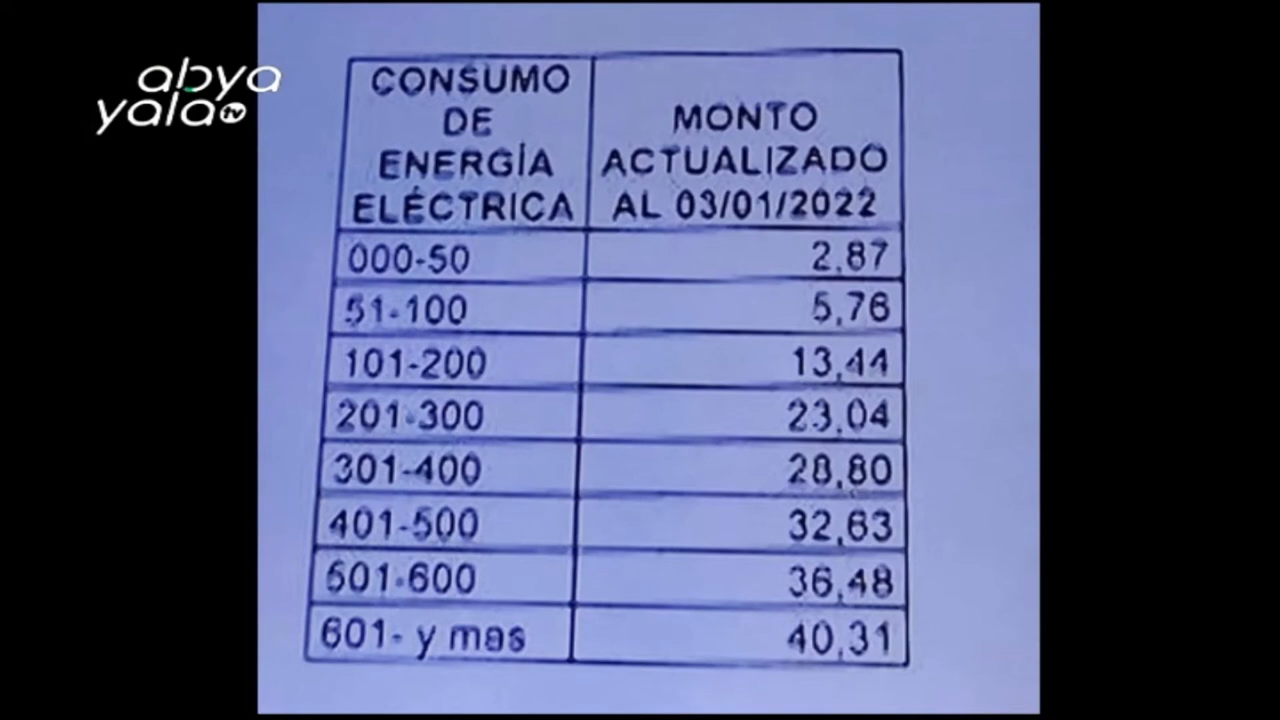 abya
yala tv
CONSUMO
DE
ENERGÍA
ELÉCTRICA
MONTO
ACTUALIZADO
AL 03/01/2022
000-50 2,87
51-100 5,76
101-200 13,44
201-300 23,04
301-400 28,80
401-500 32,63
501-600 36,48
601- y mas 40,31